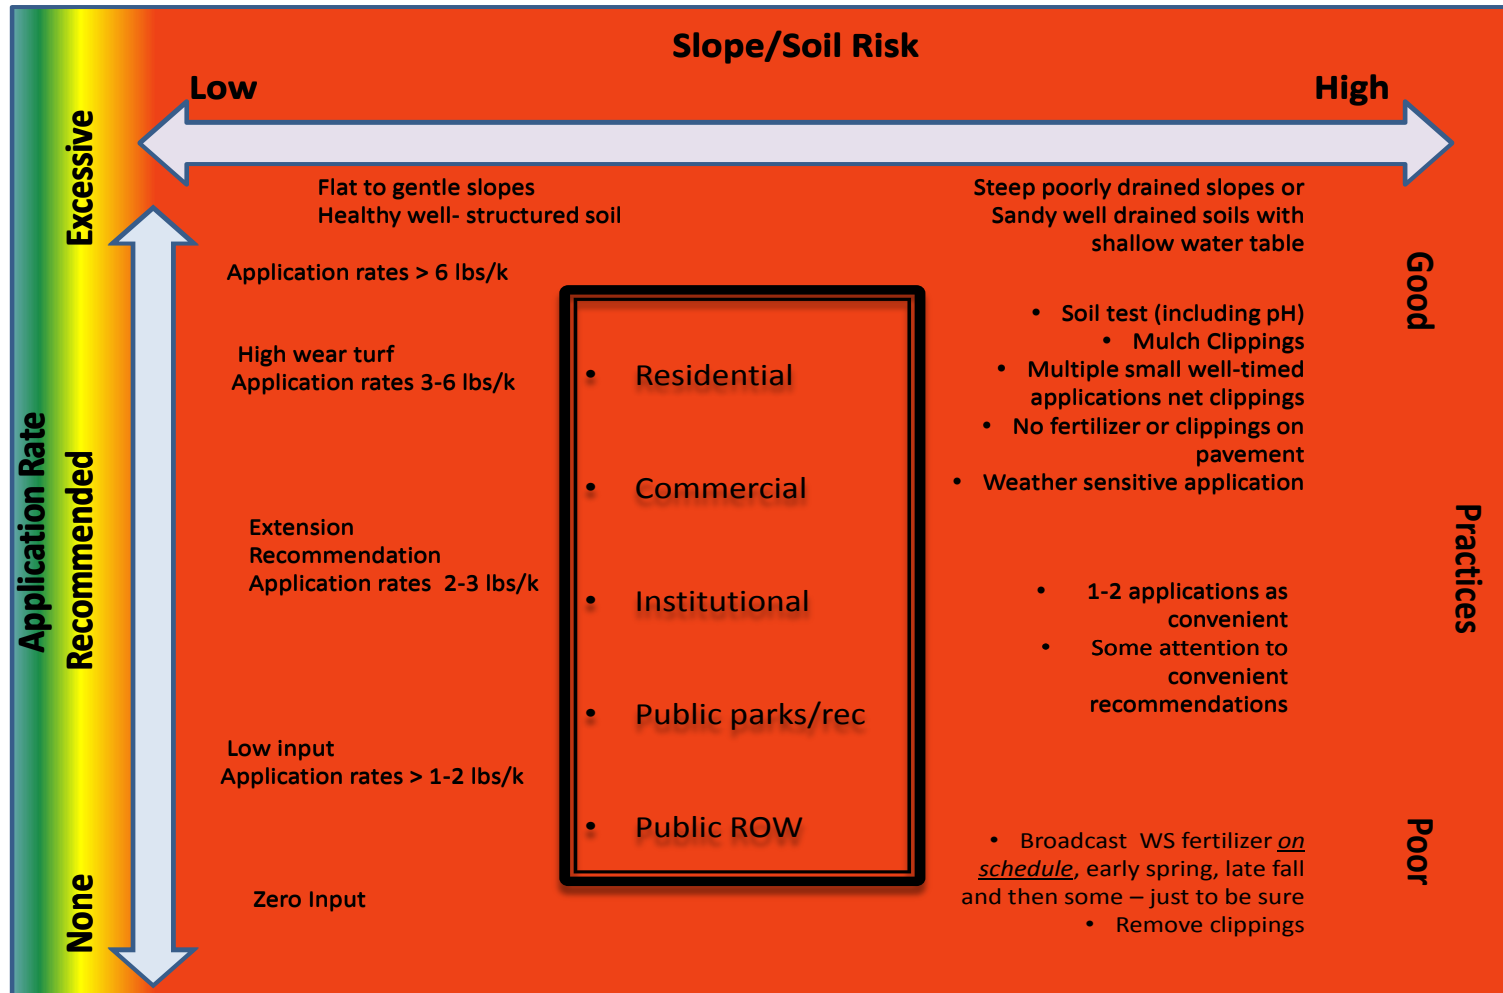 Slope/Soil Risk
Low
High
Excessive
Recommended
None
Application Rate
Flat to gentle slopes
Healthy well- structured soil
Steep poorly drained slopes or
Sandy well drained soils with
shallow water table
Application rates > 6 lbs/k
High wear turf
Application rates 3-6 lbs/k
Extension
Recommendation
Application rates  2-3 lbs/k
Low input
Application rates > 1-2 lbs/k
Zero Input
• Residential
• Commercial
• Institutional
• Public parks/rec
• Public ROW
• Soil test (including pH)
• Mulch Clippings
• Multiple small well-timed
applications net clippings
• No fertilizer or clippings on
pavement
• Weather sensitive application
• 1-2 applications as
convenient
• Some attention to
convenient
recommendations
• Broadcast  WS fertilizer on
schedule, early spring, late fall
and then some – just to be sure
• Remove clippings
Good
Practices
Poor